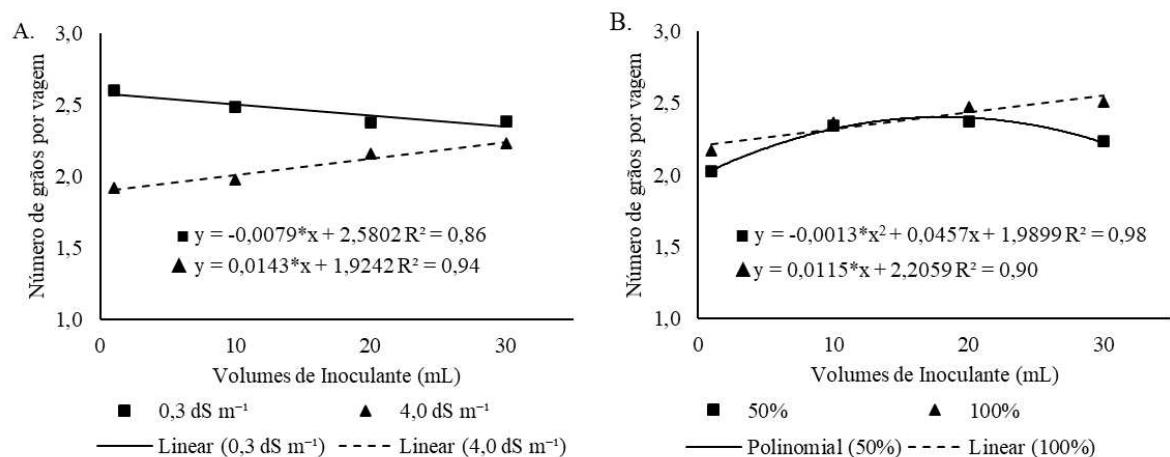 A.
Número de grãos por vagem
3,0
2,5
2,0
1,5
1,0
y = -0,0079*x + 2,5802 R² = 0,86
y = 0,0143*x + 1,9242 R² = 0,94
0 10 20 30
Volumes de Inoculante (mL)
0,3 dS m⁻¹ 4,0 dS m⁻¹
Linear (0,3 dS m⁻¹) Linear (4,0 dS m⁻¹)
B.
Número de grãos por vagem
3,0
2,5
2,0
1,5
1,0
y = -0,0013*x² + 0,0457x + 1,9899 R² = 0,98
y = 0,0115*x + 2,2059 R² = 0,90
0 10 20 30
Volumes de Inoculante (mL)
50% 100%
Polinomial (50%) Linear (100%)